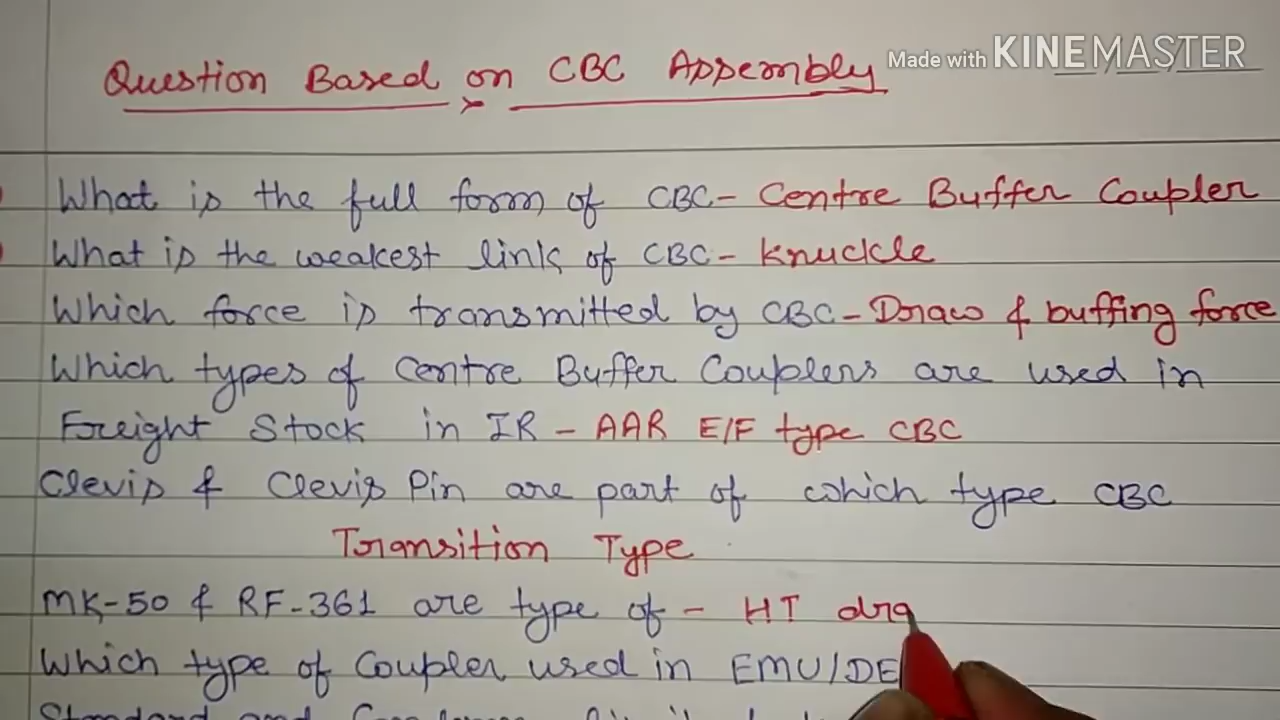 Made with KINEMASTER
Question Based on CBC Assembly
What is the full form of CBC- Centre Buffer Coupler
What is the weakest link of CBC- Knuckle
Which force is transmitted by CBC- Draw & buffing force
Which types of Centre Buffer Couplers are used in
Freight Stock in IR - AAR E/F type CBC
Clevis & Clevis Pin are part of which type CBC
Transition Type
MK-50 & RF-361 are type of - HT dra
Which type of Coupler used in EMU/DE
Standard and